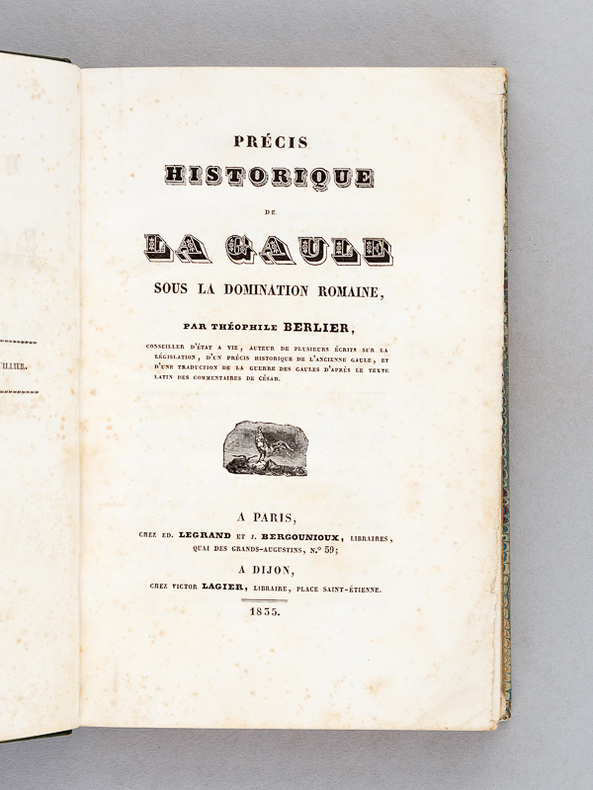 PRÉCIS
HISTORIQUE
DE
LA GAULE
SOUS LA DOMINATION ROMAINE,
PAR THÉOPHILE BERLIER,
CONSEILLER D'ÉTAT A VIE, AUTEUR DE PLUSIEURS ÉCRITS SUR LA
LÉGISLATION, D'UN PRÉCIS HISTORIQUE DE L'ANCIENNE GAULE, ET
D'UNE TRADUCTION DE LA GUERRE DES GAULES D'APRÈS LE TEXTE
LATIN DES COMMENTAIRES DE CÉSAR.
A PARIS,
CHEZ ED. LEGRAND ET J. BERGOUNIOUX, LIBRAIRES,
QUAI DES GRANDS-AUGUSTINS, N.° 59;
A DIJON,
CHEZ VICTOR LAGIER, LIBRAIRE, PLACE SAINT-ÉTIENNE.
1835.